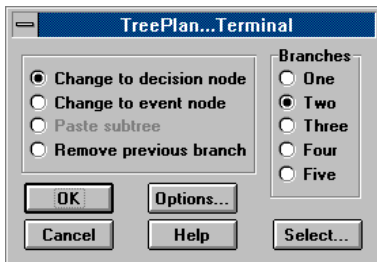 TreePlan...Terminal
Change to decision node
Change to event node
Paste subtree
Remove previous branch
Branches
One
Two
Three
Four
Five
OK
Options...
Cancel
Help
Select...